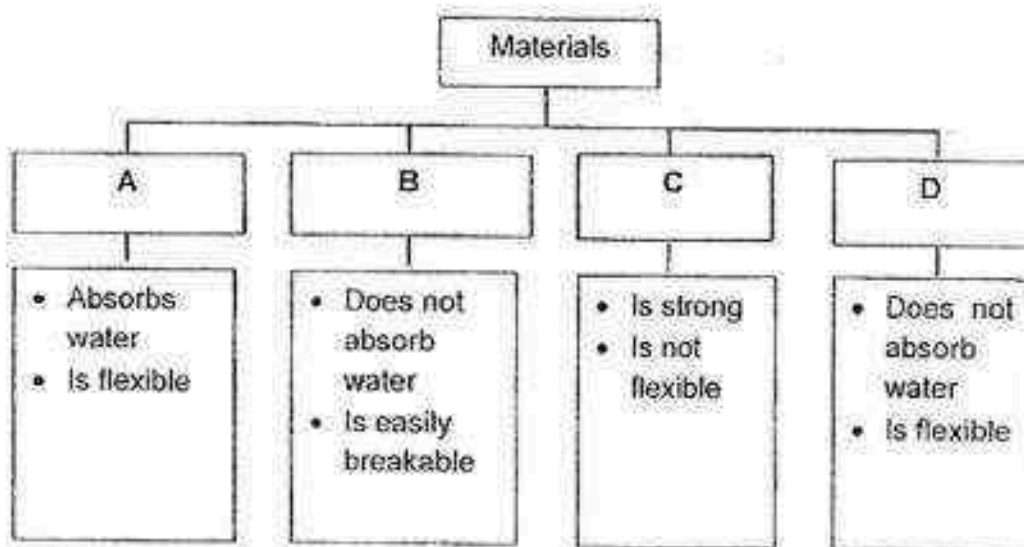 Materials
A
B
C
D
• Absorbs
water
• Is flexible
• Does not
absorb
water
• Is easily
breakable
• Is strong
• Is not
flexible
• Does not
absorb
water
• Is flexible